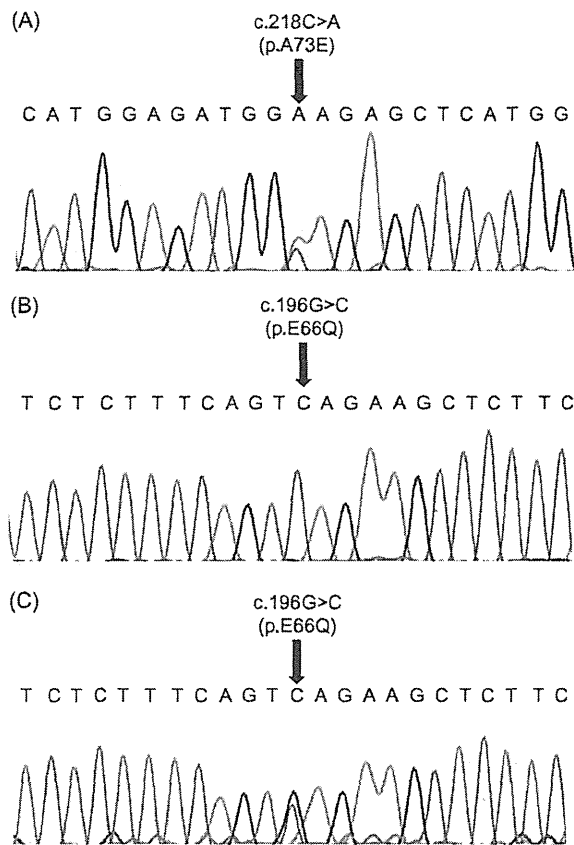 (A)
c.218C>A
(p.A73E)
C A T G G A G A T G G A A G A G C T C A T G G
(B)
c.196G>C
(p.E66Q)
T C T C T T T C A G T C A G A A G C T C T T C
(C)
c.196G>C
(p.E66Q)
T C T C T T T C A G T C A G A A G C T C T T C